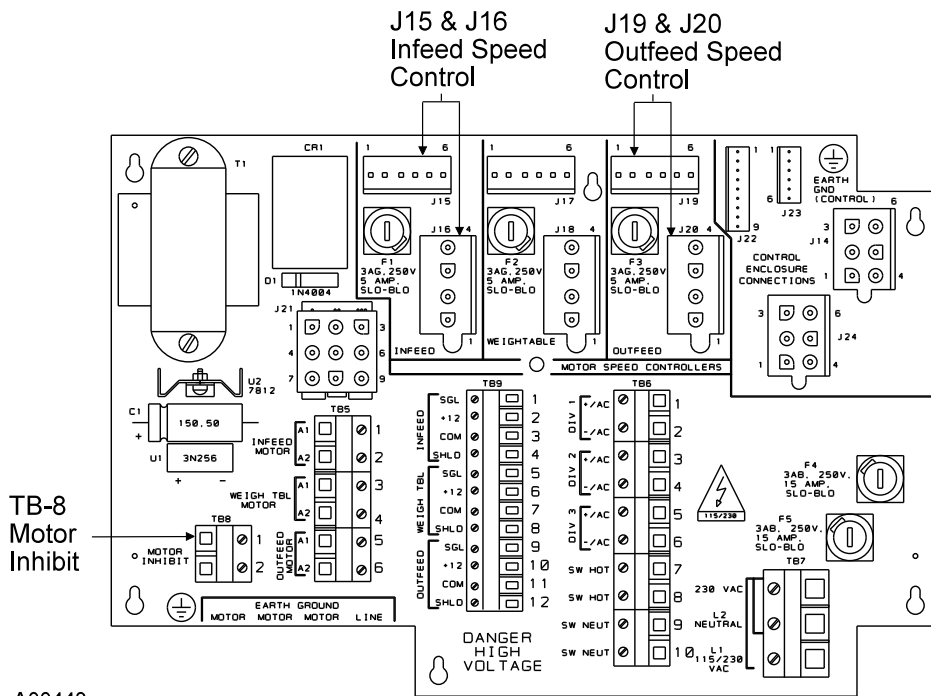 J15 & J16
Infeed Speed
Control
J19 & J20
Outfeed Speed
Control
T1
CR1
1 6
J15
1 6
J17
1 6
J19
1
9
J22
1
6
J23
EARTH
GND
(CONTROL)
6
3
J14
1 4
F1
3AG, 250V
5 AMP,
SLO-BLO
J16 4
1
F2
3AG, 250V
5 AMP,
SLO-BLO
J18 4
1
F3
3AG, 250V
5 AMP,
SLO-BLO
J20 4
1
CONTROL
ENCLOSURE
CONNECTIONS
3 6
J24
1 4
D1
1N4004
J21
1 3
4 6
7 9
INFEED
WEIGHTABLE
OUTFEED
MOTOR SPEED CONTROLLERS
U2
7812
C1
+
150,50
U1
3N256
+ -
TB5
INFEED
MOTOR
A1 1
A2 2
WEIGH TBL
MOTOR
A1 3
A2 4
OUTFEED
MOTOR
A1 5
A2 6
TB-8
Motor
Inhibit
TB8
MOTOR
INHIBIT
1
2
EARTH GROUND
MOTOR MOTOR MOTOR LINE
TB9
INFEED
SGL 1
+12 2
COM 3
SHLD 4
WEIGH TBL
SGL 5
+12 6
COM 7
SHLD 8
OUTFEED
SGL 9
+12 10
COM 11
SHLD 12
DANGER
HIGH
VOLTAGE
TB6
DIV 1
+/AC 1
-/AC 2
DIV 2
+/AC 3
-/AC 4
DIV 3
+/AC 5
-/AC 6
SW HOT 7
SW HOT 8
SW NEUT 9
SW NEUT 10
115/230
F4
3AB, 250V,
15 AMP,
SLO-BLO
F5
3AB, 250V,
15 AMP,
SLO-BLO
TB7
230 VAC
L2
NEUTRAL
L1
115/230
VAC